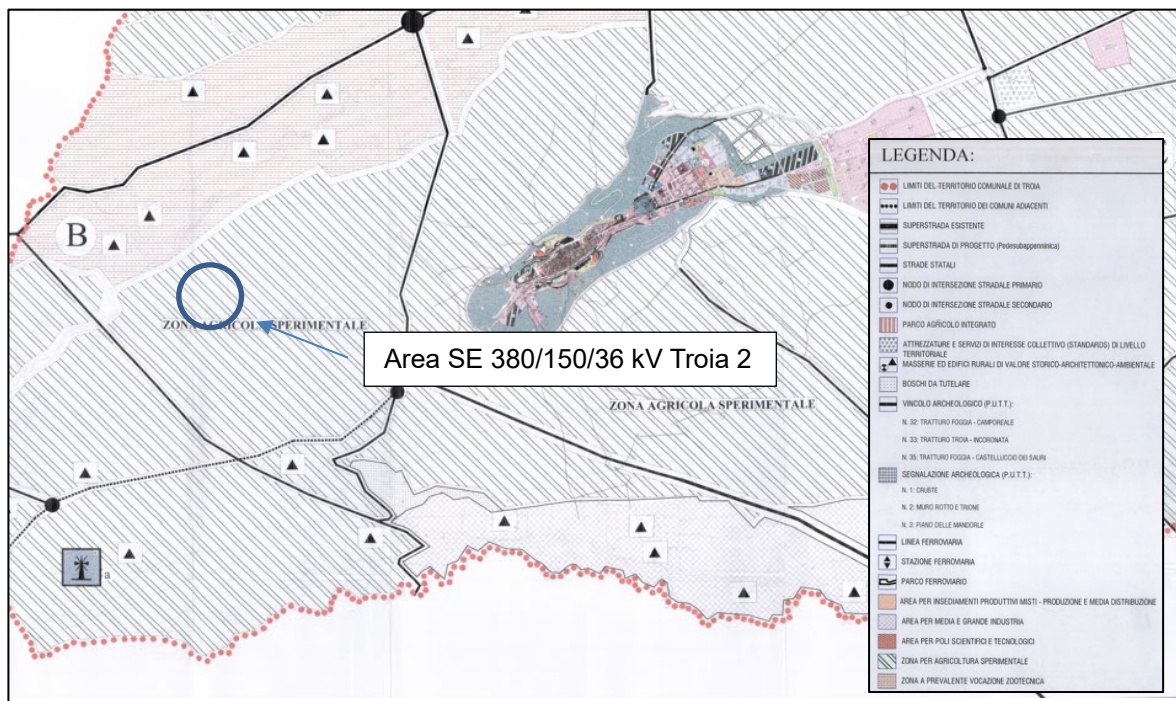 B
ZONA AGRICOLA SPERIMENTALE
Area SE 380/150/36 kV Troia 2
ZONA AGRICOLA SPERIMENTALE
a
LEGENDA:
LIMITI DEL TERRITORIO COMUNALE DI TROIA
LIMITI DEL TERRITORIO DEI COMUNI ADIACENTI
SUPERSTRADA ESISTENTE
SUPERSTRADA DI PROGETTO (Pedesubappenninica)
STRADE STATALI
NODO DI INTERSEZIONE STRADALE PRIMARIO
NODO DI INTERSEZIONE STRADALE SECONDARIO
PARCO AGRICOLO INTEGRATO
ATTREZZATURE E SERVIZI DI INTERESSE COLLETTIVO (STANDARDS) DI LIVELLO
TERRITORIALE
MASSERIE ED EDIFICI RURALI DI VALORE STORICO-ARCHITETTONICO-AMBIENTALE
BOSCHI DA TUTELARE
VINCOLO ARCHEOLOGICO (P.U.T.T.):
N. 32: TRATTURO FOGGIA - CAMPOREALE
N. 33: TRATTURO TROIA - INCORONATA
N. 35: TRATTURO FOGGIA - CASTELLUCCIO DEI SAURI
SEGNALAZIONE ARCHEOLOGICA (P.U.T.T.):
N. 1: CRUSTE
N. 2: MURO ROTTO E TRIONE
N. 3: PIANO DELLE MANDORLE
LINEA FERROVIARIA
STAZIONE FERROVIARIA
PARCO FERROVIARIO
AREA PER INSEDIAMENTI PRODUTTIVI MISTI - PRODUZIONE E MEDIA DISTRIBUZIONE
AREA PER MEDIA E GRANDE INDUSTRIA
AREA PER POLI SCIENTIFICI E TECNOLOGICI
ZONA PER AGRICOLTURA SPERIMENTALE
ZONA A PREVALENTE VOCAZIONE ZOOTECNICA